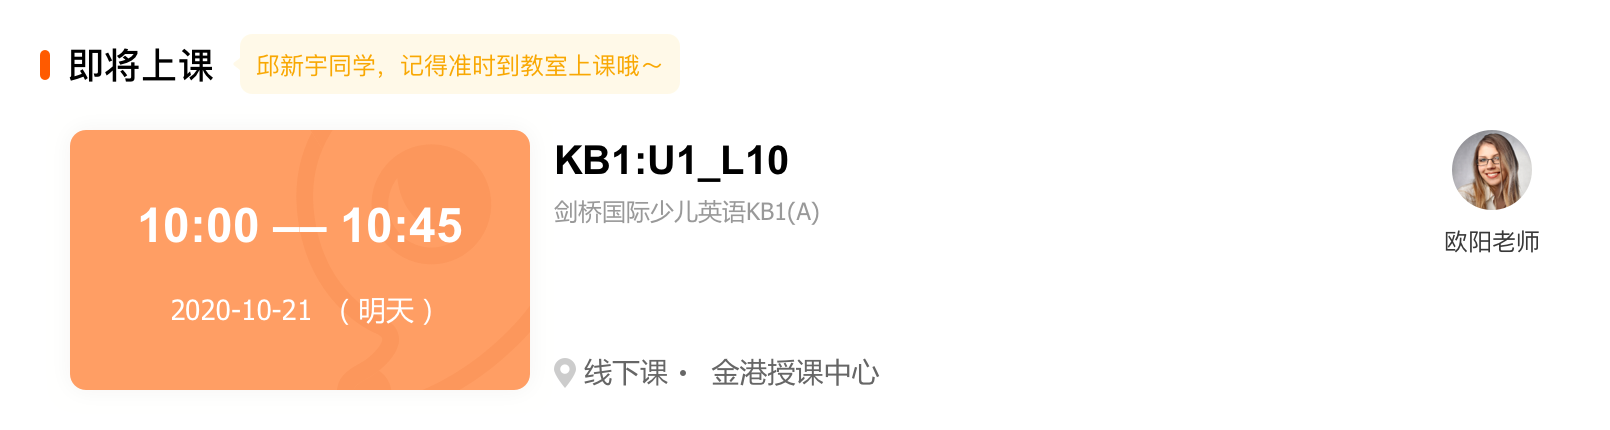 即将上课
邱新宇同学，记得准时到教室上课哦～
10:00 — 10:45
2020-10-21 （明天）
KB1:U1_L10
剑桥国际少儿英语KB1(A)
线下课 · 金港授课中心
欧阳老师